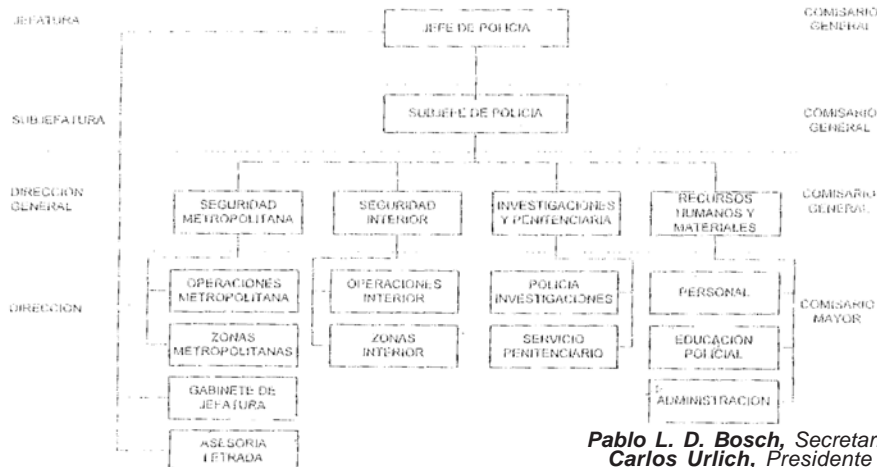 JEFATURA
JEFE DE POLICIA
COMISARIO
GENERAL
SUBJEFATURA
SUBJEFE DE POLICIA
COMISARIO
GENERAL
DIRECCION
GENERAL
SEGURIDAD
METROPOLITANA
SEGURIDAD
INTERIOR
INVESTIGACIONES
Y PENITENCIARIA
RECURSOS
HUMANOS Y
MATERIALES
COMISARIO
GENERAL
DIRECCION
OPERACIONES
METROPOLITANA
OPERACIONES
INTERIOR
POLICIA
INVESTIGACIONES
PERSONAL
COMISARIO
MAYOR
ZONAS
METROPOLITANAS
ZONAS
INTERIOR
SERVICIO
PENITENCIARIO
EDUCACION
POLICIAL
GABINETE DE
JEFATURA
ADMINISTRACION
ASESORIA
LETRADA
Pablo L. D. Bosch, Secretar
Carlos Urlich, Presidente